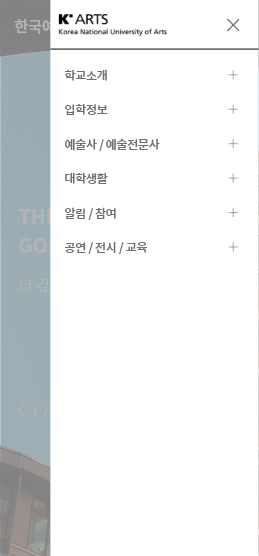 K ARTS
Korea National University of Arts
한국예
학교소개
입학정보
예술사 / 예술전문사
대학생활
알림 / 참여
공연 / 전시 / 교육
GO
더 깊
1 /